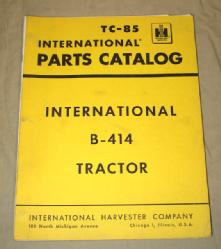 TC-85
INTERNATIONAL®
PARTS CATALOG
INTERNATIONAL
B-414
TRACTOR
INTERNATIONAL HARVESTER COMPANY
180 North Michigan Avenue Chicago 1, Illinois, U.S.A.